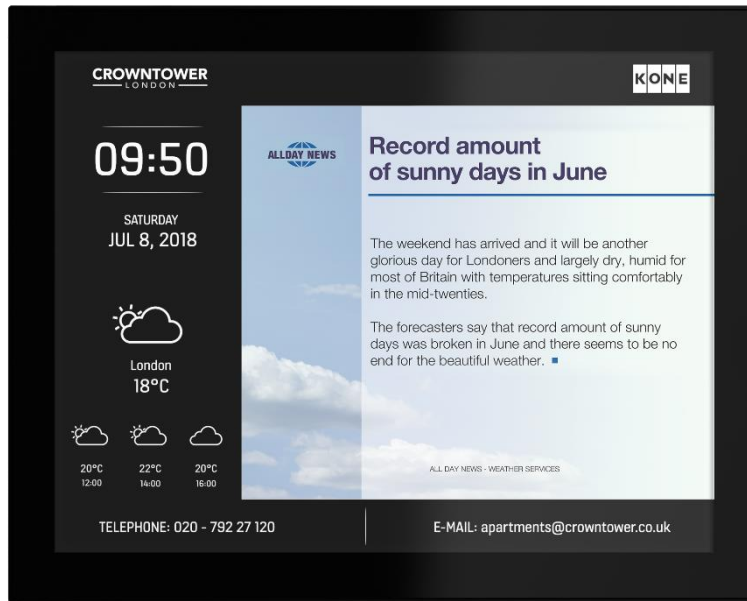 CROWNTOWER
LONDON
KONE
09:50
SATURDAY
JUL 8, 2018
London
18°C
20°C 22°C 20°C
12:00 14:00 16:00
ALLDAY NEWS
Record amount
of sunny days in June
The weekend has arrived and it will be another
glorious day for Londoners and largely dry, humid for
most of Britain with temperatures sitting comfortably
in the mid-twenties.
The forecasters say that record amount of sunny
days was broken in June and there seems to be no
end for the beautiful weather.
ALL DAY NEWS - WEATHER SERVICES
TELEPHONE: 020 - 792 27 120
E-MAIL: apartments@crowntower.co.uk